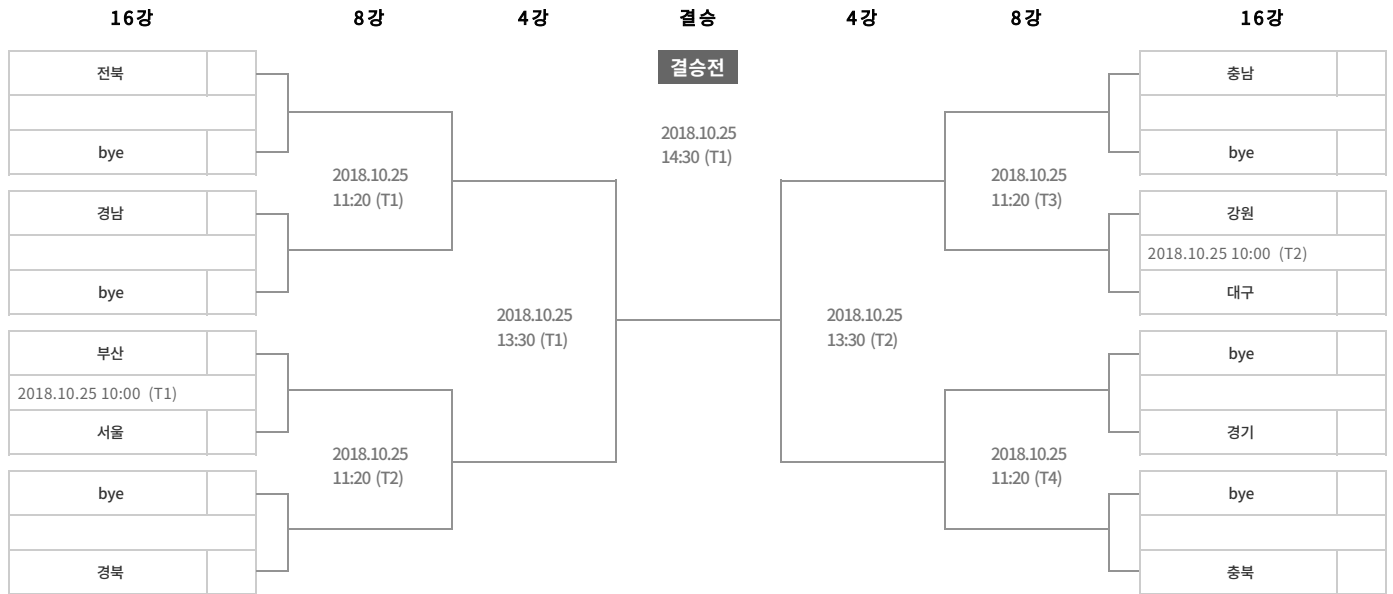 16강 8강 4강 결승 4강 8강 16강
결승전
2018.10.25
14:30 (T1)
전북
bye
경남
bye
부산
2018.10.25 10:00 (T1)
서울
bye
경북
2018.10.25
11:20 (T1)
2018.10.25
11:20 (T2)
2018.10.25
13:30 (T1)
2018.10.25
13:30 (T2)
2018.10.25
11:20 (T3)
2018.10.25
11:20 (T4)
충남
bye
강원
2018.10.25 10:00 (T2)
대구
bye
경기
bye
충북